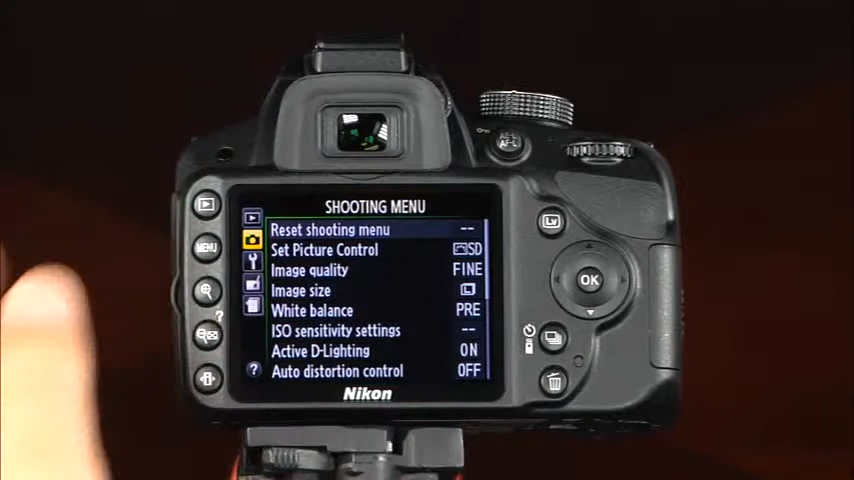 AE-L
AF-L
SHOOTING MENU
Reset shooting menu --
Set Picture Control SD
Image quality FINE
Image size L
White balance PRE
ISO sensitivity settings --
Active D-Lighting ON
Auto distortion control OFF
MENU
?
?
Lv
OK
Nikon